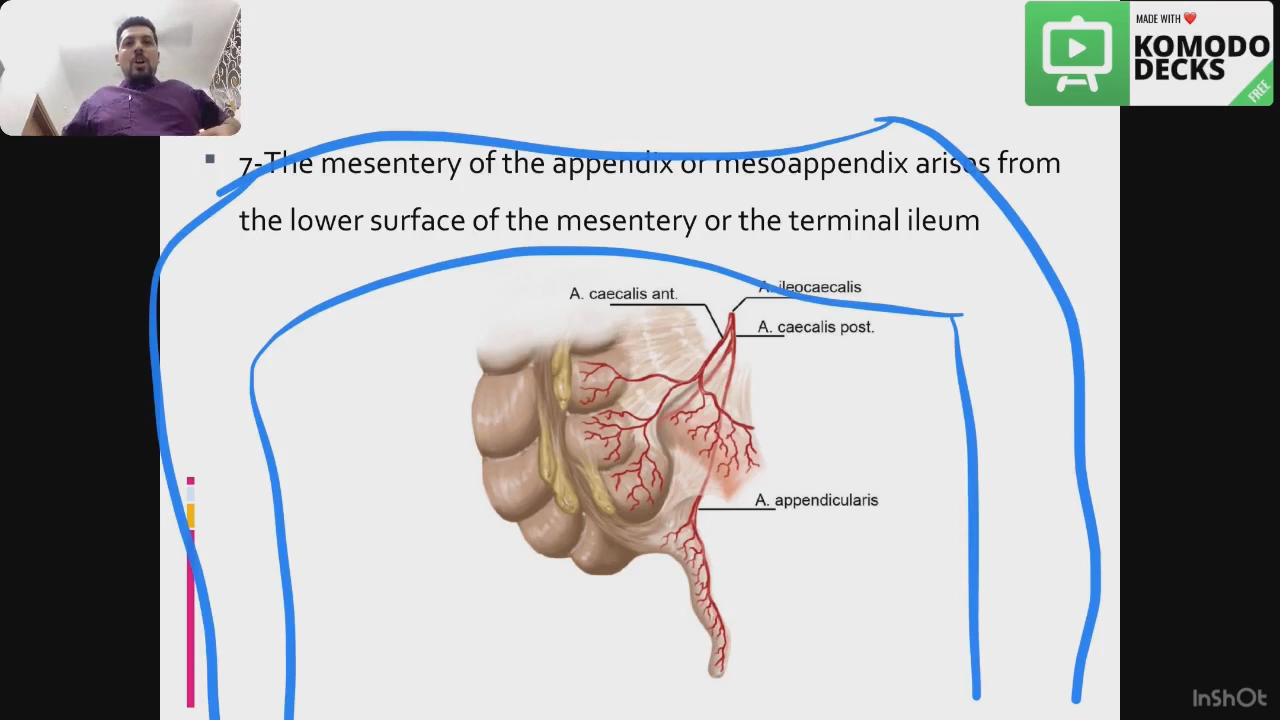 MADE WITH ❤️
KOMODO
DECKS
FREE
7-The mesentery of the appendix or mesoappendix arises from
the lower surface of the mesentery or the terminal ileum
A. caecalis ant.
A. ileocaecalis
A. caecalis post.
A. appendicularis
InShOt